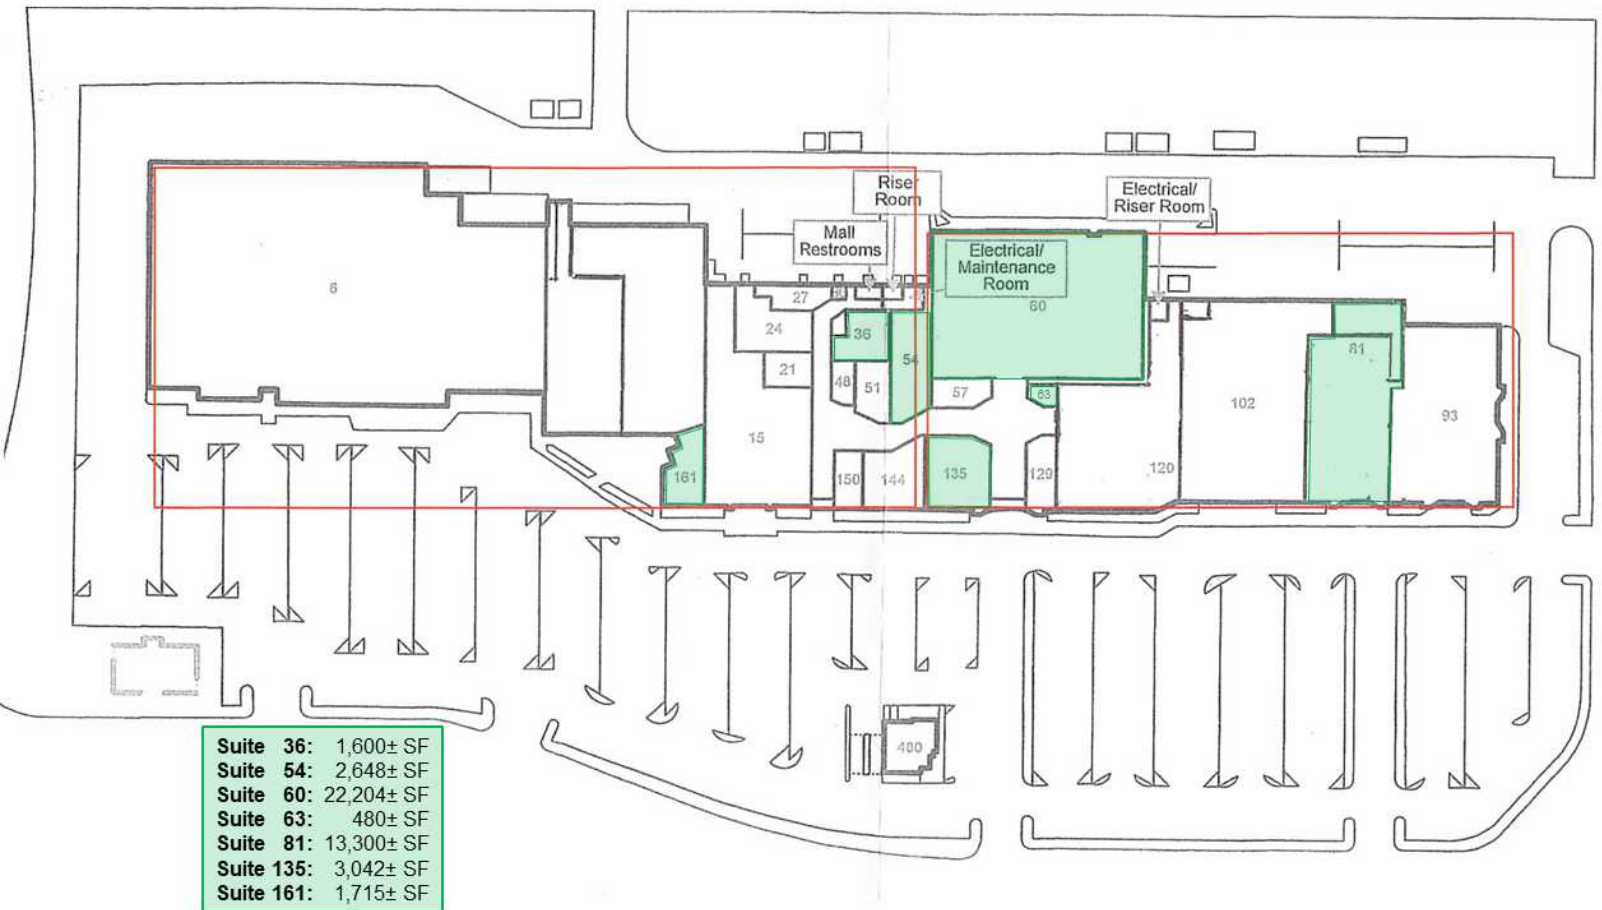 Riser
Room
Electrical/
Riser Room
Mall
Restrooms
Electrical/
Maintenance
Room
6
27
60
24
36
81
21
54
48
51
57
63
102
93
15
161
150
144
135
129
120
400
Suite 36: 1,600± SF
Suite 54: 2,648± SF
Suite 60: 22,204± SF
Suite 63: 480± SF
Suite 81: 13,300± SF
Suite 135: 3,042± SF
Suite 161: 1,715± SF